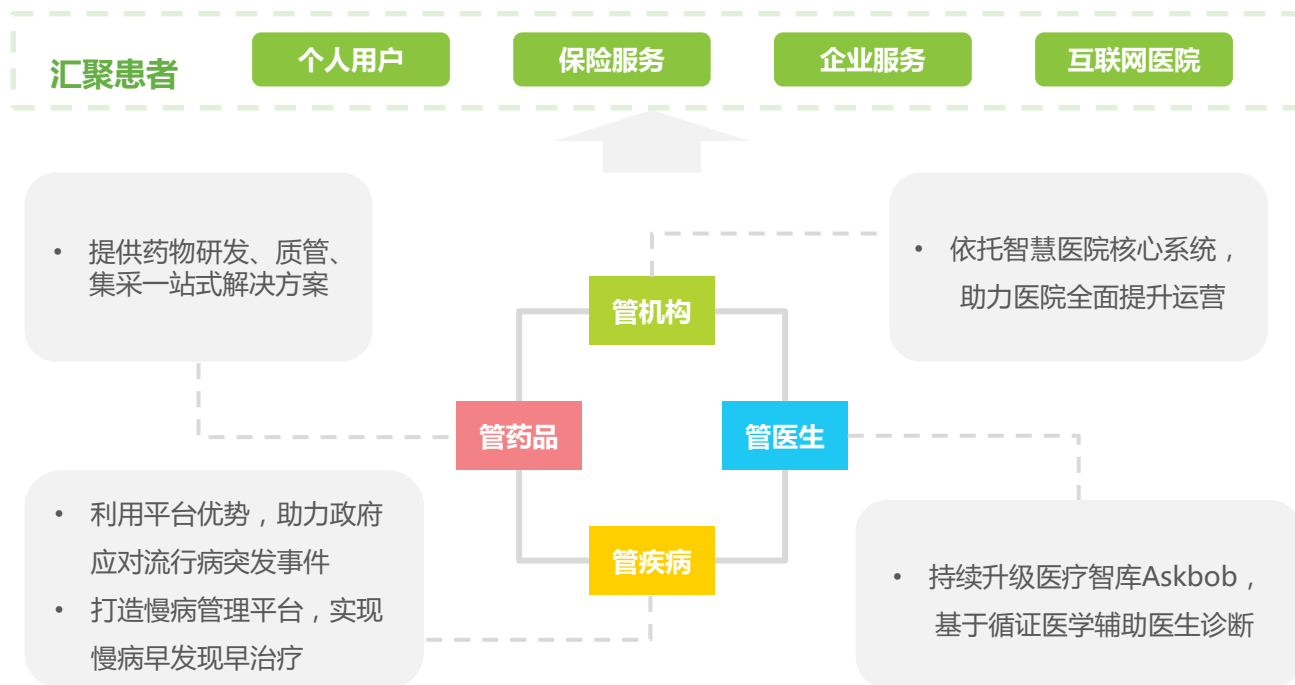 汇聚患者
个人用户
保险服务
企业服务
互联网医院
• 提供药物研发、质管、
集采一站式解决方案
• 依托智慧医院核心系统，
助力医院全面提升运营
管机构
管药品
管医生
管疾病
• 利用平台优势，助力政府
应对流行病突发事件
• 打造慢病管理平台，实现
慢病早发现早治疗
• 持续升级医疗智库Askbob，
基于循证医学辅助医生诊断